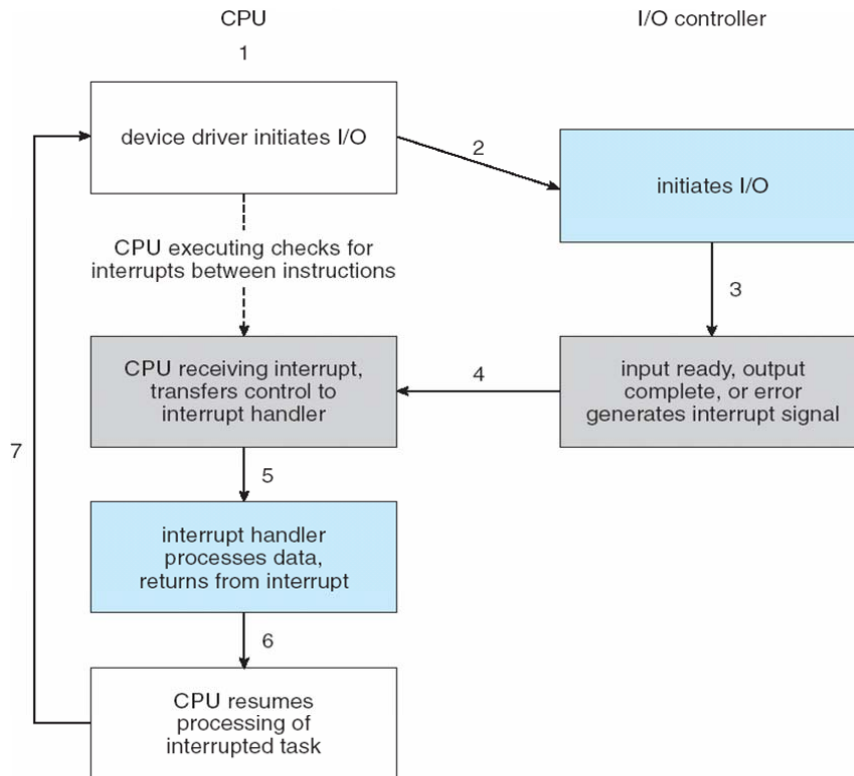 CPU
I/O controller
1
device driver initiates I/O
2
initiates I/O
CPU executing checks for
interrupts between instructions
3
CPU receiving interrupt,
transfers control to
interrupt handler
4
input ready, output
complete, or error
generates interrupt signal
7
5
interrupt handler
processes data,
returns from interrupt
6
CPU resumes
processing of
interrupted task